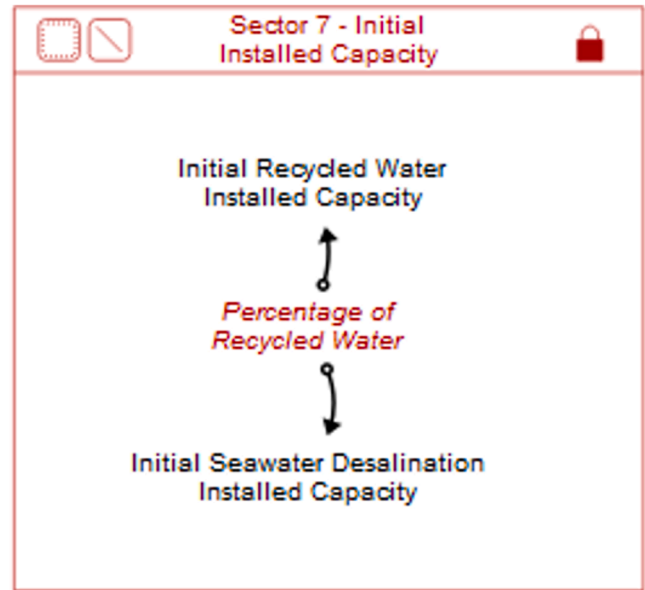 Sector 7 - Initial
Installed Capacity
Initial Recycled Water
Installed Capacity
Percentage of
Recycled Water
Initial Seawater Desalination
Installed Capacity